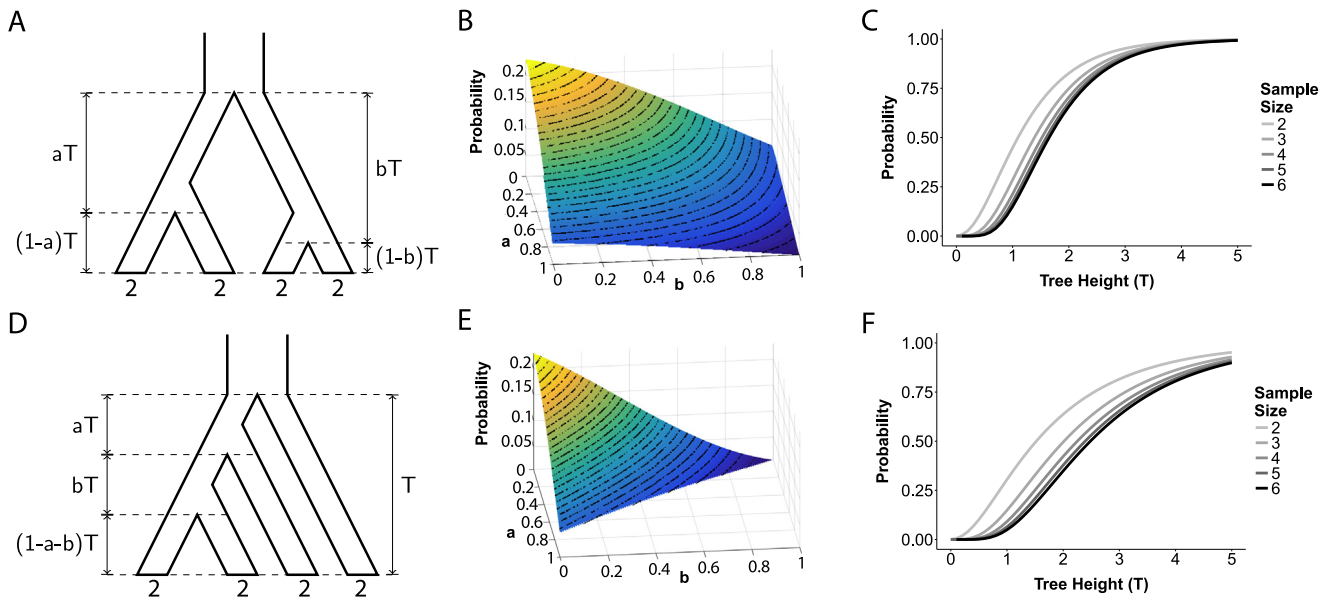 A
aT
(1-a)T
bT
(1-b)T
2 2 2 2
B
Probability
0.2
0.15
0.1
0.05
0
0.2
0.4
0.6
0.8
1
a
0 0.2 0.4 0.6 0.8 1
b
C
Probability
1.00
0.75
0.50
0.25
0.00
0 1 2 3 4 5
Tree Height (T)
Sample
Size
2
3
4
5
6
D
aT
bT
(1-a-b)T
T
2 2 2 2
E
Probability
0.2
0.15
0.1
0.05
0
0.2
0.4
0.6
0.8
1
a
0 0.2 0.4 0.6 0.8 1
b
F
Probability
1.00
0.75
0.50
0.25
0.00
0 1 2 3 4 5
Tree Height (T)
Sample
Size
2
3
4
5
6